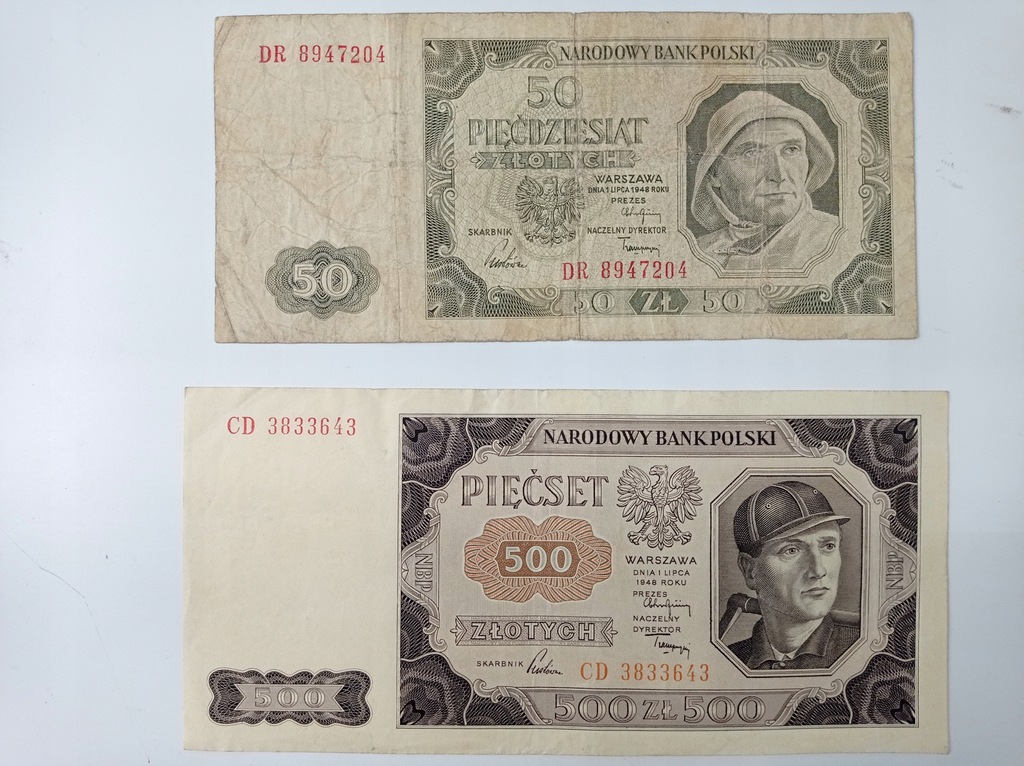 DR 8947204
NARODOWY BANK POLSKI
50
PIĘĆDZIESIĄT
ZŁOTYCH
WARSZAWA
DNIA 1 LIPCA 1948 ROKU
PREZES
SKARBNIK
NACZELNY DYREKTOR
DR 8947204
50
50 ZŁ 50
CD 3833643
NARODOWY BANK POLSKI
PIĘĆSET
500
WARSZAWA
DNIA 1 LIPCA
1948 ROKU
PREZES
NACZELNY
DYREKTOR
NBP
NBP
ZŁOTYCH
SKARBNIK
CD 3833643
500
500 ZŁ 500